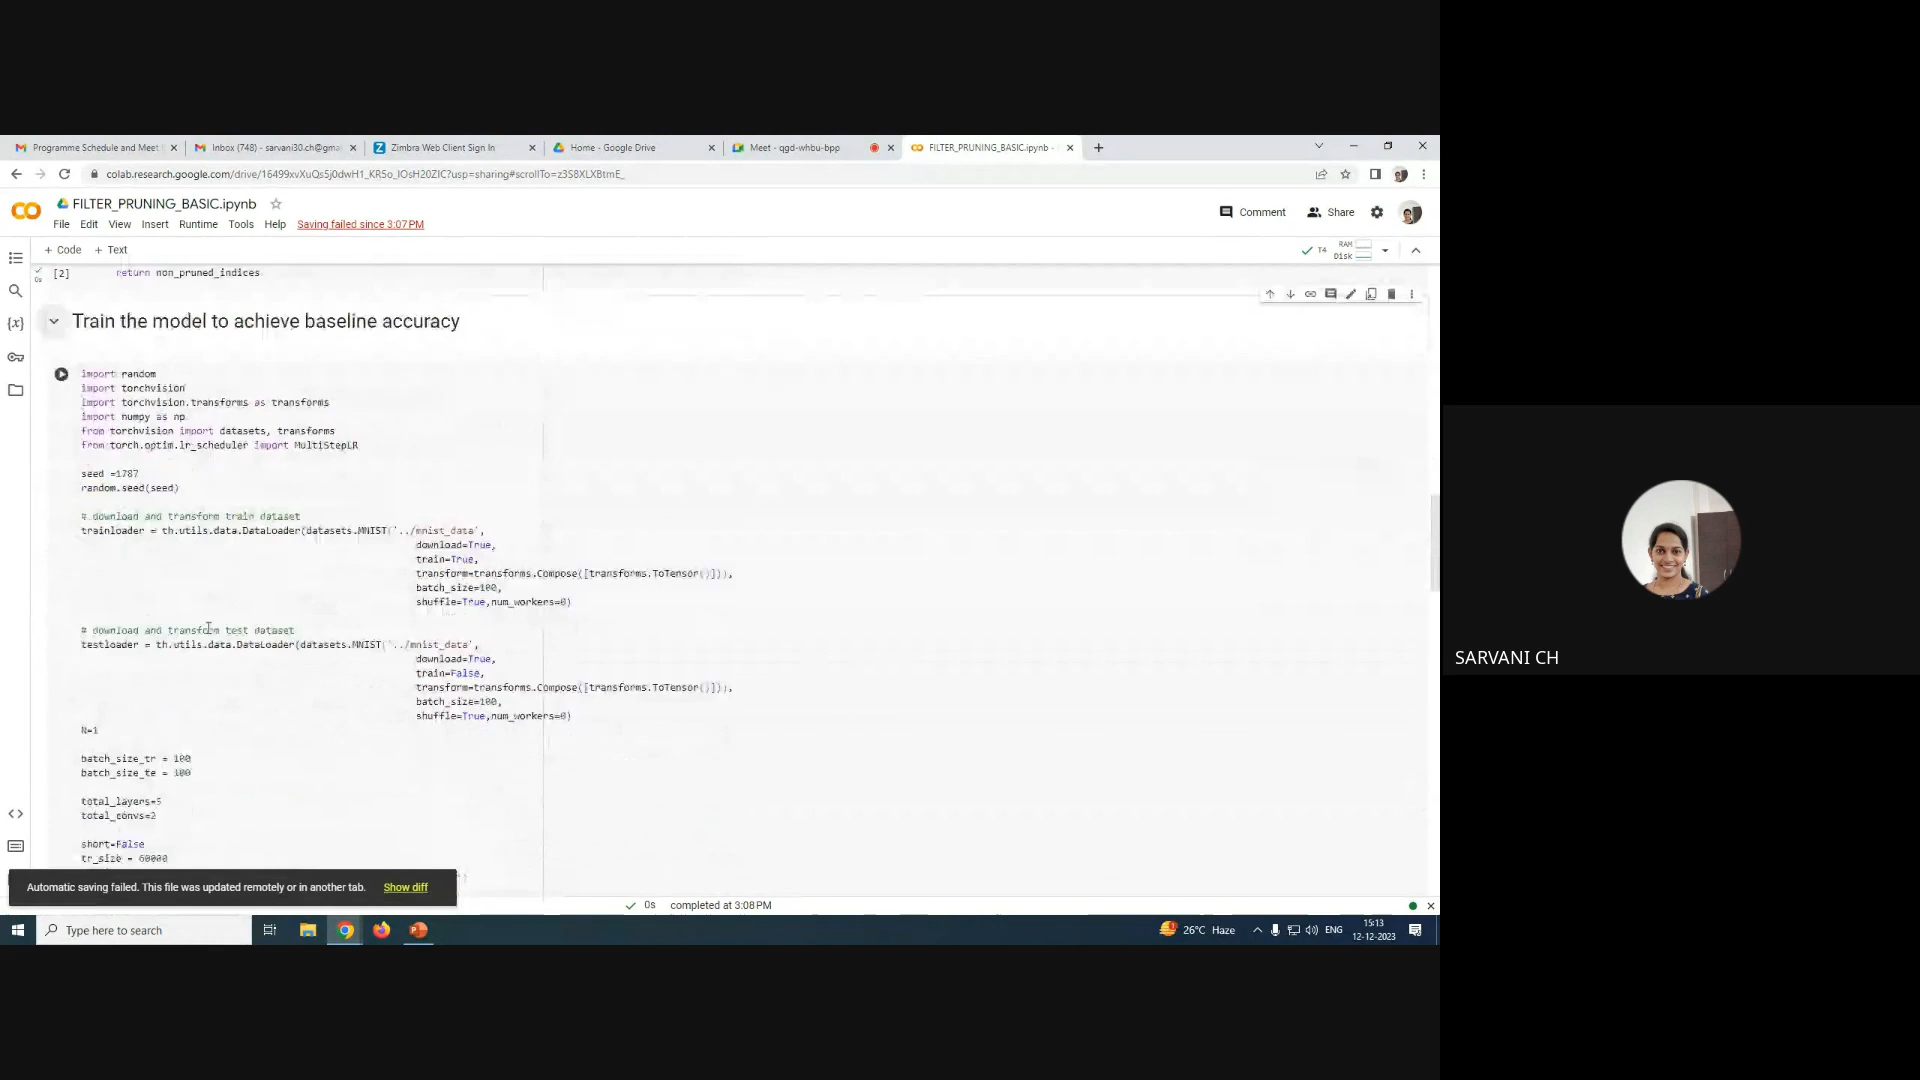 Programme Schedule and Meet
Inbox (748) - sarvani30.ch@gma
Zimbra Web Client Sign In
Home - Google Drive
Meet - qgd-whbu-bpp
FILTER_PRUNING_BASIC.ipynb -
colab.research.google.com/drive/16499xvXuQs5j0dwH1_KR5o_IOsH20ZIC?usp=sharing#scrollTo=z3S8XLXBtmE_
FILTER_PRUNING_BASIC.ipynb
Comment
Share
File Edit View Insert Runtime Tools Help Saving failed since 3:07 PM
+ Code + Text
T4
RAM
Disk
[2] return non_pruned_indices
0s
Train the model to achieve baseline accuracy
import random
import torchvision
import torchvision.transforms as transforms
import numpy as np
from torchvision import datasets, transforms
from torch.optim.lr_scheduler import MultiStepLR
seed =1787
random.seed(seed)
# download and transform train dataset
trainloader = th.utils.data.DataLoader(datasets.MNIST('../mnist_data',
download=True,
train=True,
transform=transforms.Compose([transforms.ToTensor()])),
batch_size=100,
shuffle=True,num_workers=0)
# download and transform test dataset
testloader = th.utils.data.DataLoader(datasets.MNIST('../mnist_data',
download=True,
train=False,
transform=transforms.Compose([transforms.ToTensor()])),
batch_size=100,
shuffle=True,num_workers=0)
N=1
batch_size_tr = 100
batch_size_te = 100
total_layers=5
total_convs=2
short=False
tr_size = 60000
Automatic saving failed. This file was updated remotely or in another tab. Show diff
0s completed at 3:08 PM
Type here to search
26°C Haze
ENG
15:13
12-12-2023
SARVANI CH